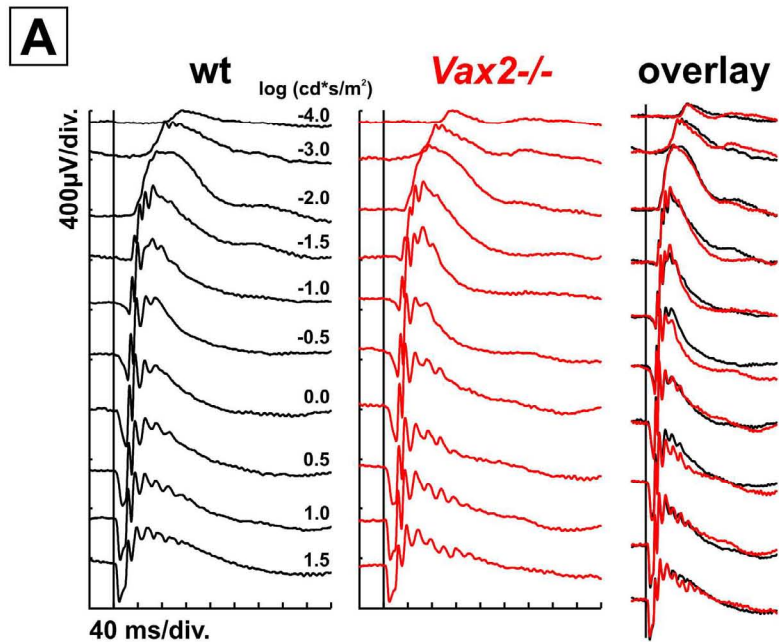 A
wt
Vax2-/-
overlay
log (cd*s/m²)
400µV/div.
-4.0
-3.0
-2.0
-1.5
-1.0
-0.5
0.0
0.5
1.0
1.5
40 ms/div.